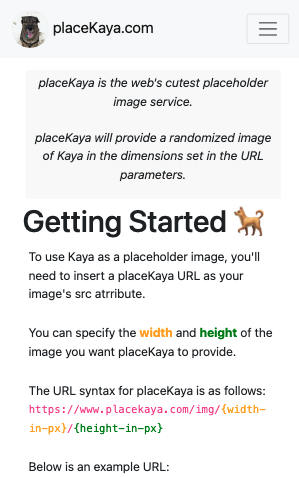 placeKaya.com
placeKaya is the web's cutest placeholder
image service.
placeKaya will provide a randomized image
of Kaya in the dimensions set in the URL
parameters.
Getting Started 🐕
To use Kaya as a placeholder image, you'll
need to insert a placeKaya URL as your
image's src atrribute.
You can specify the width and height of the
image you want placeKaya to provide.
The URL syntax for placeKaya is as follows:
https://www.placekaya.com/img/{width-
in-px}/{height-in-px}
Below is an example URL: